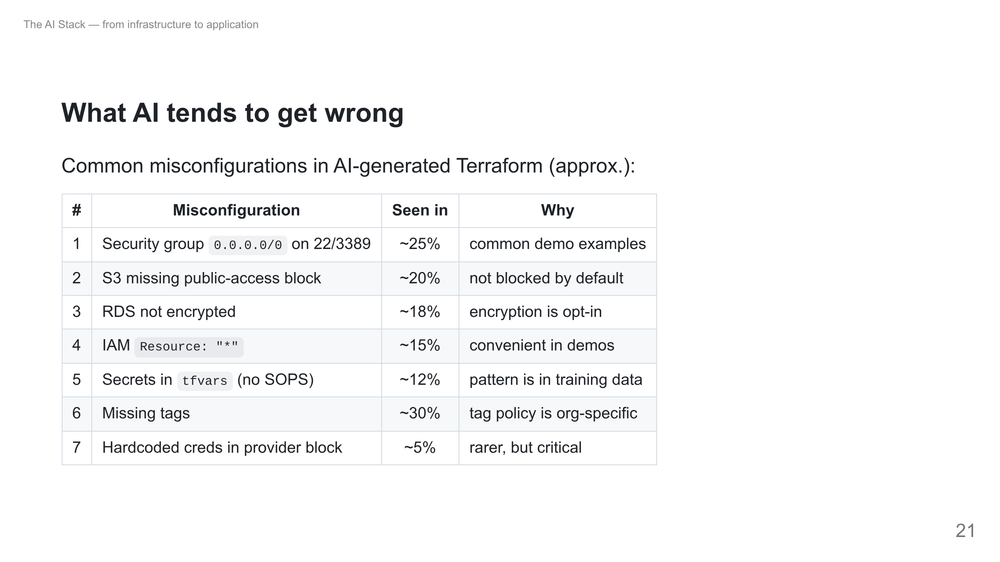 The AI Stack — from infrastructure to application
What AI tends to get wrong
Common misconfigurations in AI-generated Terraform (approx.):
# Misconfiguration Seen in Why
1 Security group 0.0.0.0/0 on 22/3389 ~25% common demo examples
2 S3 missing public-access block ~20% not blocked by default
3 RDS not encrypted ~18% encryption is opt-in
4 IAM Resource: "*" ~15% convenient in demos
5 Secrets in tfvars (no SOPS) ~12% pattern is in training data
6 Missing tags ~30% tag policy is org-specific
7 Hardcoded creds in provider block ~5% rarer, but critical
21